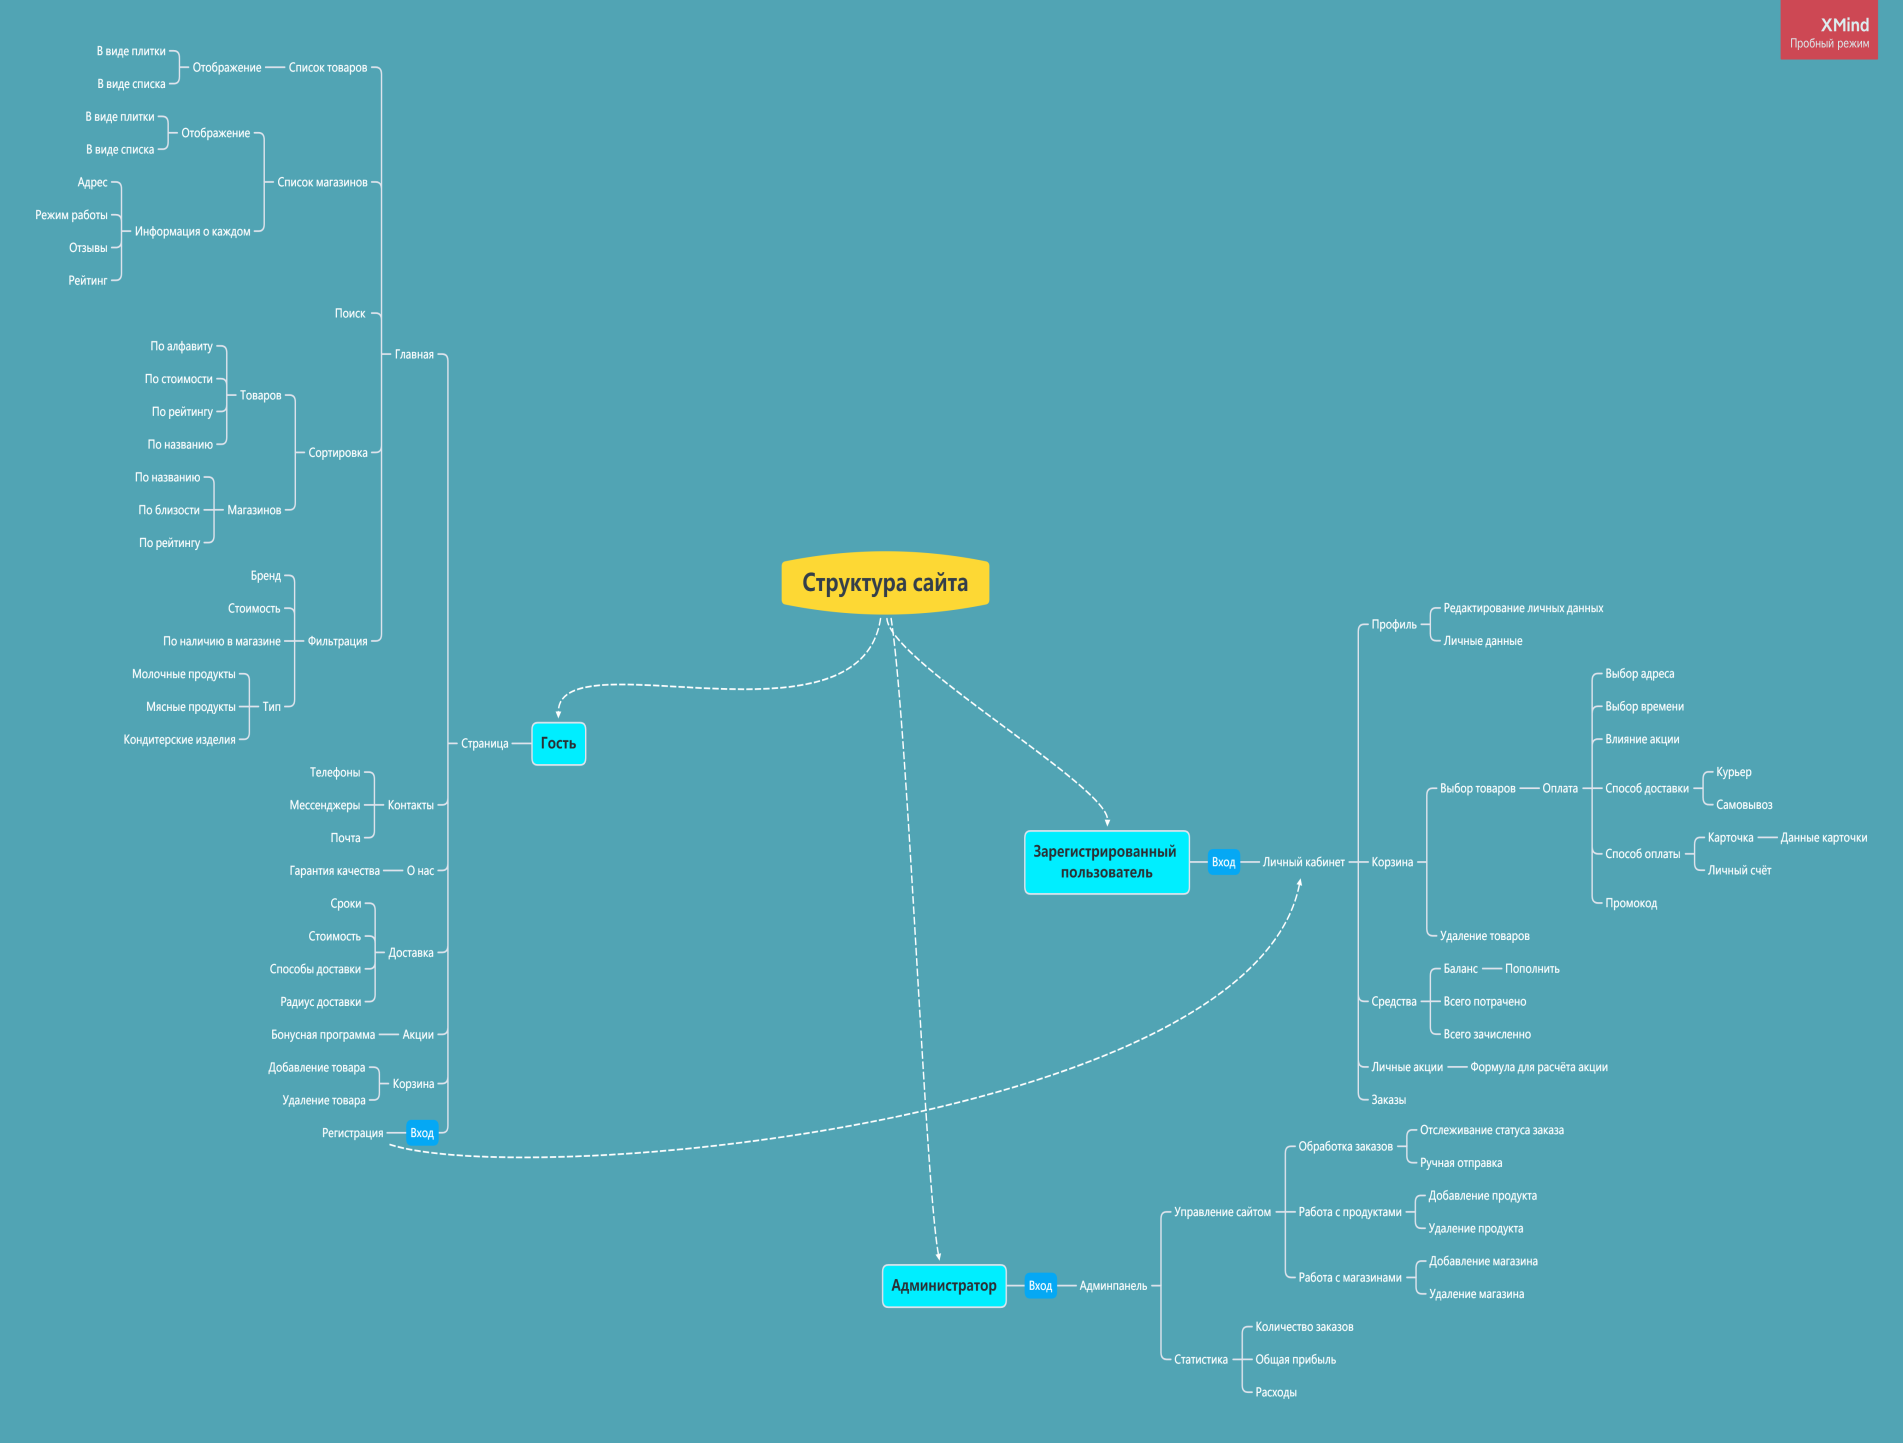 XMind
Пробный режим
В виде плитки
В виде списка
Отображение
Список товаров
В виде плитки
В виде списка
Отображение
Адрес
Режим работы
Отзывы
Рейтинг
Информация о каждом
Список магазинов
Поиск
По алфавиту
По стоимости
По рейтингу
По названию
Товаров
По названию
По близости
По рейтингу
Магазинов
Сортировка
Бренд
Стоимость
По наличию в магазине
Молочные продукты
Мясные продукты
Кондитерские изделия
Тип
Фильтрация
Главная
Телефоны
Мессенджеры
Почта
Контакты
Гарантия качества
О нас
Сроки
Стоимость
Способы доставки
Радиус доставки
Доставка
Бонусная программа
Акции
Добавление товара
Удаление товара
Корзина
Регистрация
Вход
Страница
Гость
Структура сайта
Зарегистрированный
пользователь
Вход
Личный кабинет
Профиль
Редактирование личных данных
Личные данные
Корзина
Выбор товаров
Оплата
Выбор адреса
Выбор времени
Влияние акции
Способ доставки
Курьер
Самовывоз
Способ оплаты
Карточка
Данные карточки
Личный счёт
Промокод
Удаление товаров
Средства
Баланс
Пополнить
Всего потрачено
Всего зачисленно
Личные акции
Формула для расчёта акции
Заказы
Администратор
Вход
Админпанель
Управление сайтом
Обработка заказов
Отслеживание статуса заказа
Ручная отправка
Работа с продуктами
Добавление продукта
Удаление продукта
Работа с магазинами
Добавление магазина
Удаление магазина
Статистика
Количество заказов
Общая прибыль
Расходы